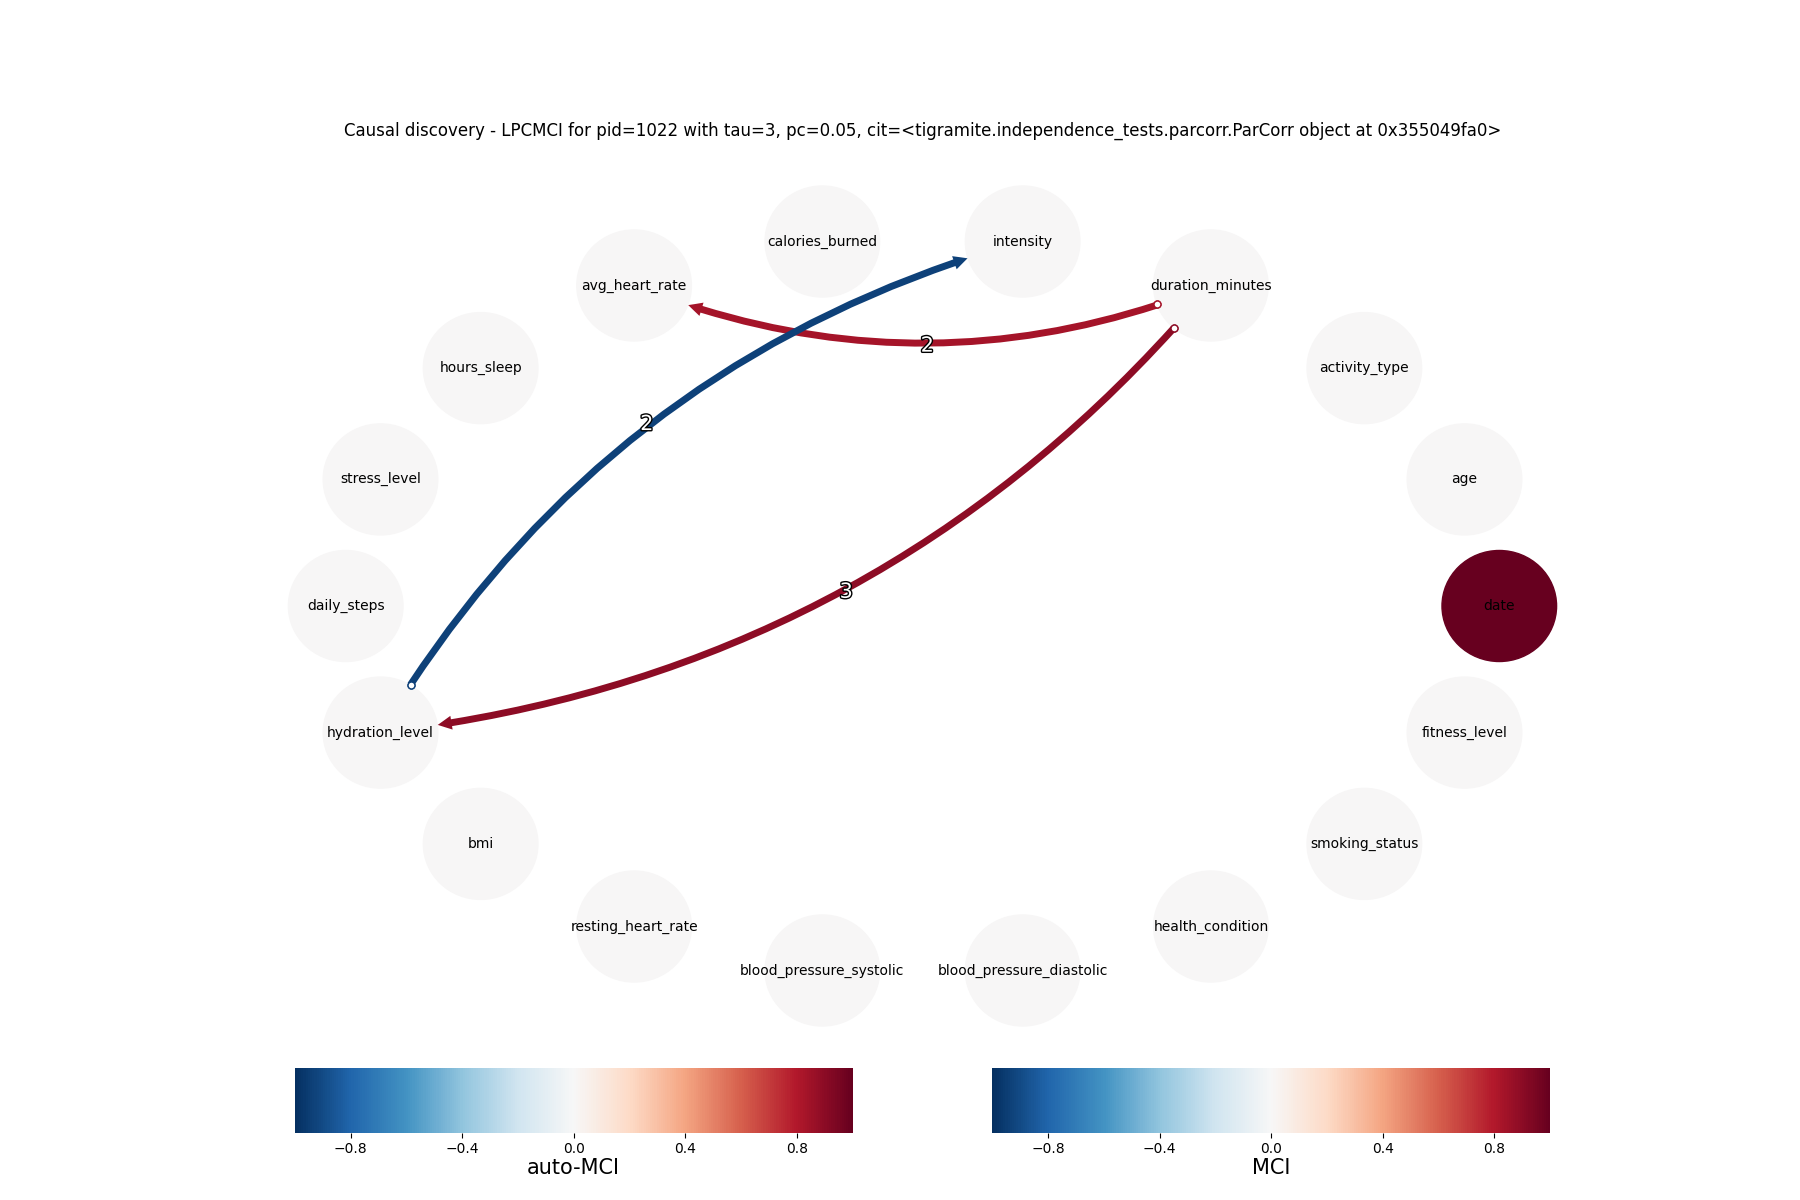 Causal discovery - LPCMCI for pid=1022 with tau=3, pc=0.05, cit=<tigramite.independence_tests.parcorr.ParCorr object at 0x355049fa0>
calories_burned
intensity
avg_heart_rate
duration_minutes
2
hours_sleep
activity_type
2
stress_level
age
3
daily_steps
date
hydration_level
fitness_level
bmi
smoking_status
resting_heart_rate
health_condition
blood_pressure_systolic
blood_pressure_diastolic
−0.8 −0.4 0.0 0.4 0.8
auto-MCI
−0.8 −0.4 0.0 0.4 0.8
MCI